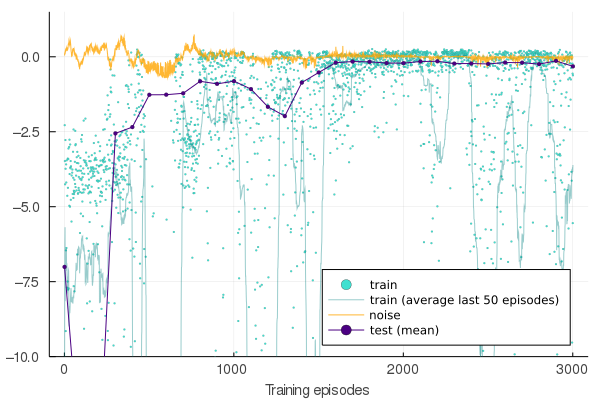 0.0
−2.5
−5.0
−7.5
−10.0
train
train (average last 50 episodes)
noise
test (mean)
0 1000 2000 3000
Training episodes